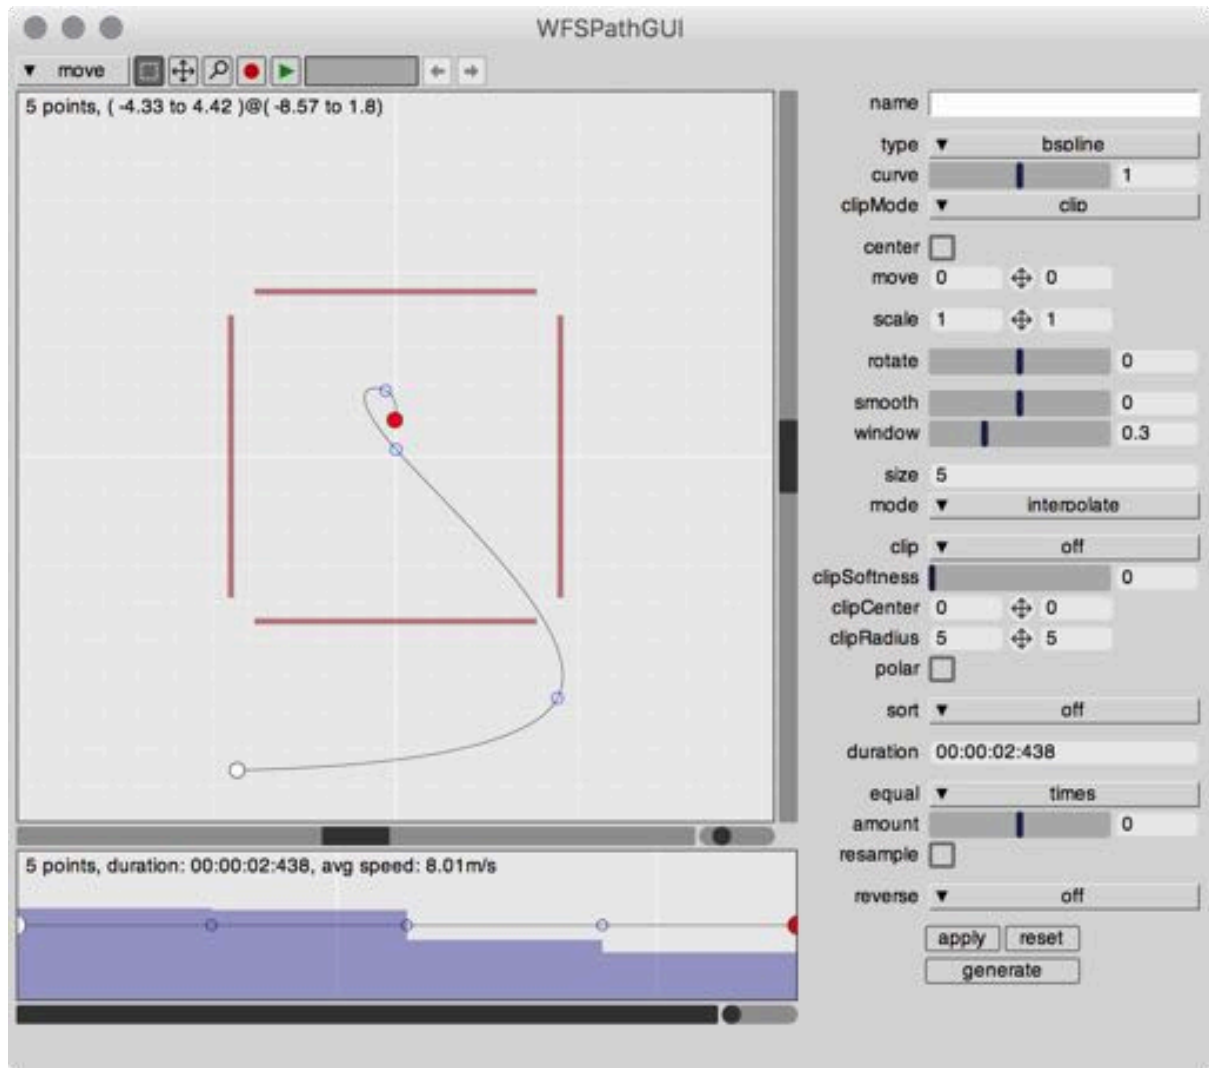 WFSPathGUI
move
5 points, ( -4.33 to 4.42 )@( -8.57 to 1.8)
name
type bspline
curve 1
clipMode clip
center
move 0 0
scale 1 1
rotate 0
smooth 0
window 0.3
size 5
mode interpolate
clip off
clipSoftness 0
clipCenter 0 0
clipRadius 5 5
polar
sort off
duration 00:00:02:438
equal times
amount 0
resample
reverse off
apply reset
generate
5 points, duration: 00:00:02:438, avg speed: 8.01m/s